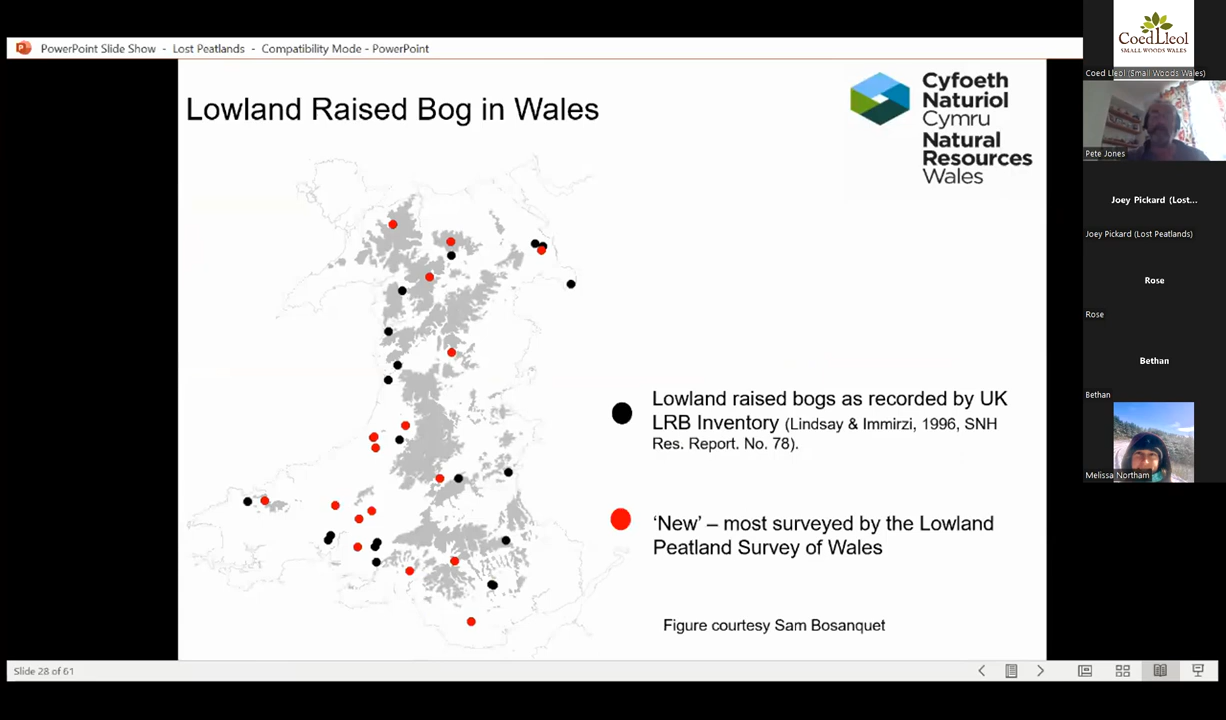 PowerPoint Slide Show - Lost Peatlands - Compatibility Mode - PowerPoint
Lowland Raised Bog in Wales
Cyfoeth
Naturiol
Cymru
Natural
Resources
Wales
Lowland raised bogs as recorded by UK
LRB Inventory (Lindsay & Immirzi, 1996, SNH
Res. Report. No. 78).
‘New’ – most surveyed by the Lowland
Peatland Survey of Wales
Figure courtesy Sam Bosanquet
Slide 28 of 61
Coed Lleol
SMALL WOODS WALES
Coed Lleol (Small Woods Wales)
Pete Jones
Joey Pickard (Lost...
Joey Pickard (Lost Peatlands)
Rose
Rose
Bethan
Bethan
Melissa Northam